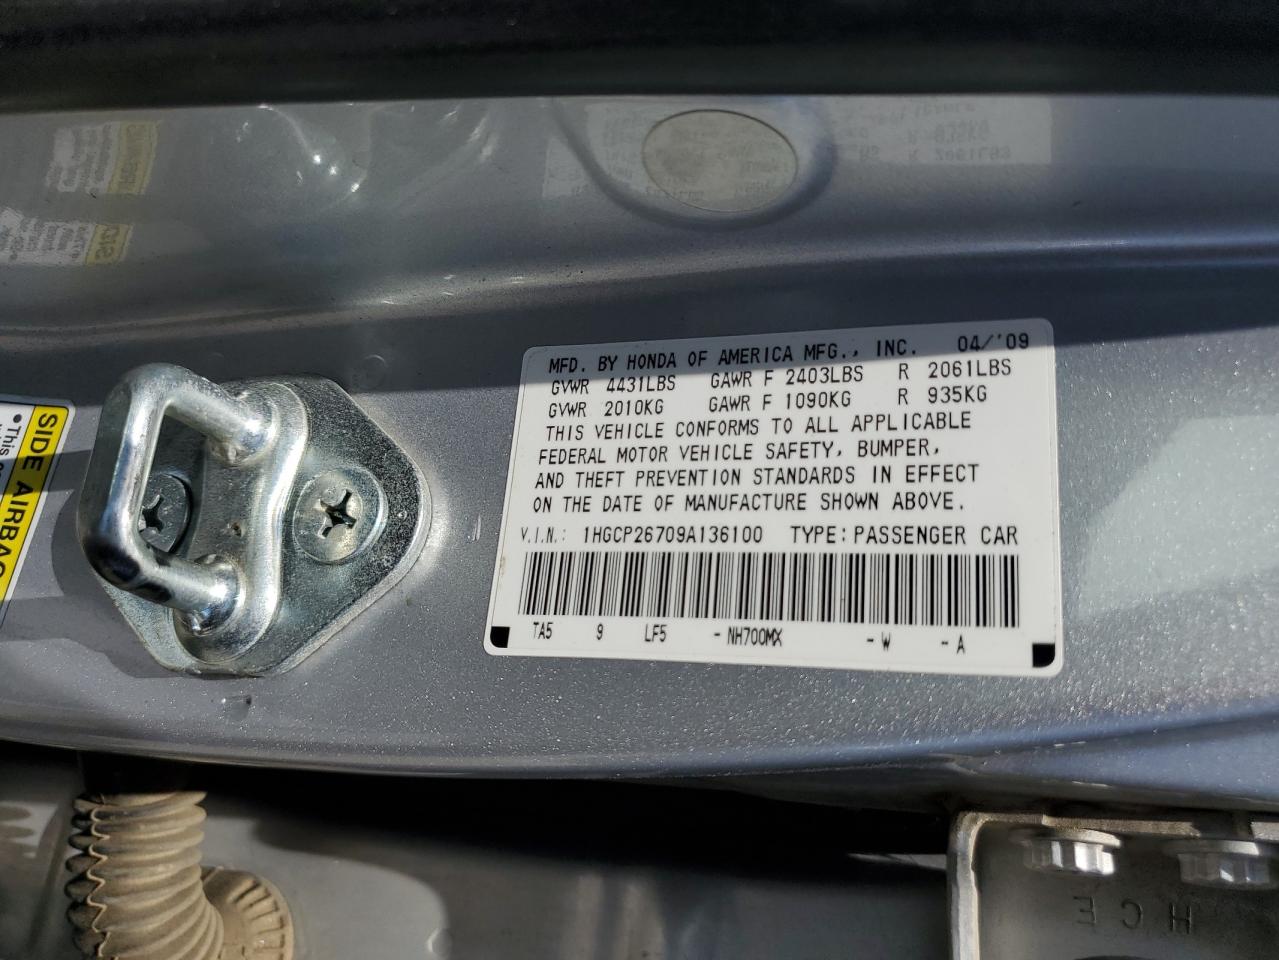 MFD. BY HONDA OF AMERICA MFG., INC. 04/'09
GVWR 4431LBS GAWR F 2403LBS R 2061LBS
GVWR 2010KG GAWR F 1090KG R 935KG
THIS VEHICLE CONFORMS TO ALL APPLICABLE
FEDERAL MOTOR VEHICLE SAFETY, BUMPER,
AND THEFT PREVENTION STANDARDS IN EFFECT
ON THE DATE OF MANUFACTURE SHOWN ABOVE.
V.I.N.: 1HGCP26709A136100 TYPE: PASSENGER CAR
TA5 9 LF5 -NH700MX -W -A
SIDE AIRBAG
• This
HCE